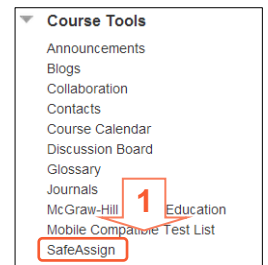 Course Tools
Announcements
Blogs
Collaboration
Contacts
Course Calendar
Discussion Board
Glossary
Journals
McGraw-Hill Education
1
Mobile Compatible Test List
SafeAssign